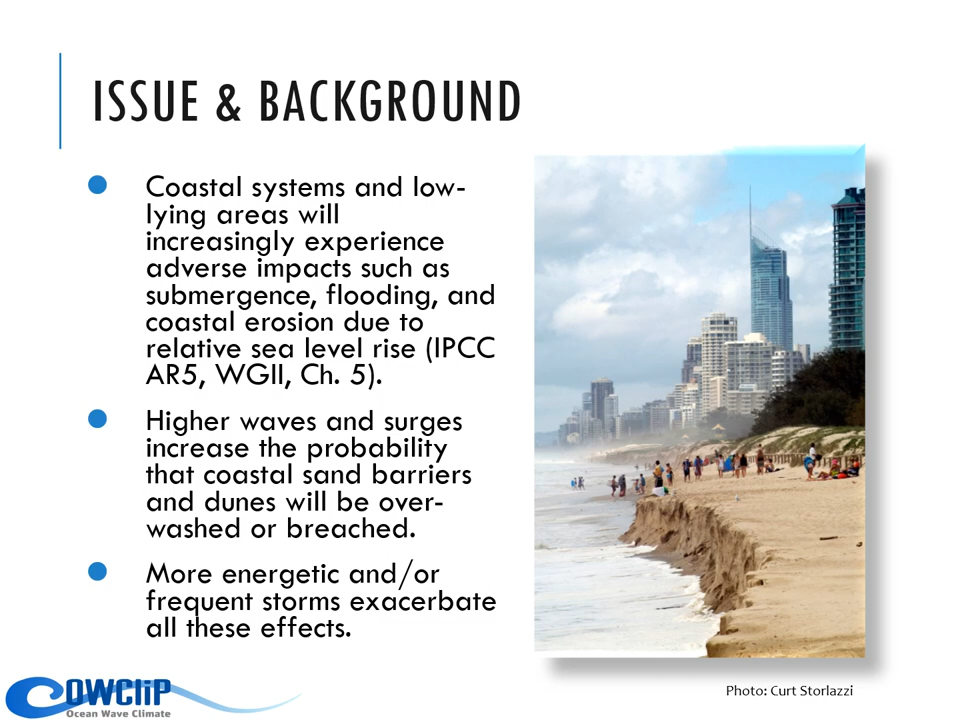 ISSUE & BACKGROUND
Coastal systems and low-
lying areas will
increasingly experience
adverse impacts such as
submergence, flooding, and
coastal erosion due to
relative sea level rise (IPCC
AR5, WGII, Ch. 5).
Higher waves and surges
increase the probability
that coastal sand barriers
and dunes will be over-
washed or breached.
More energetic and/or
frequent storms exacerbate
all these effects.
COWCliP
Ocean Wave Climate
Photo: Curt Storlazzi